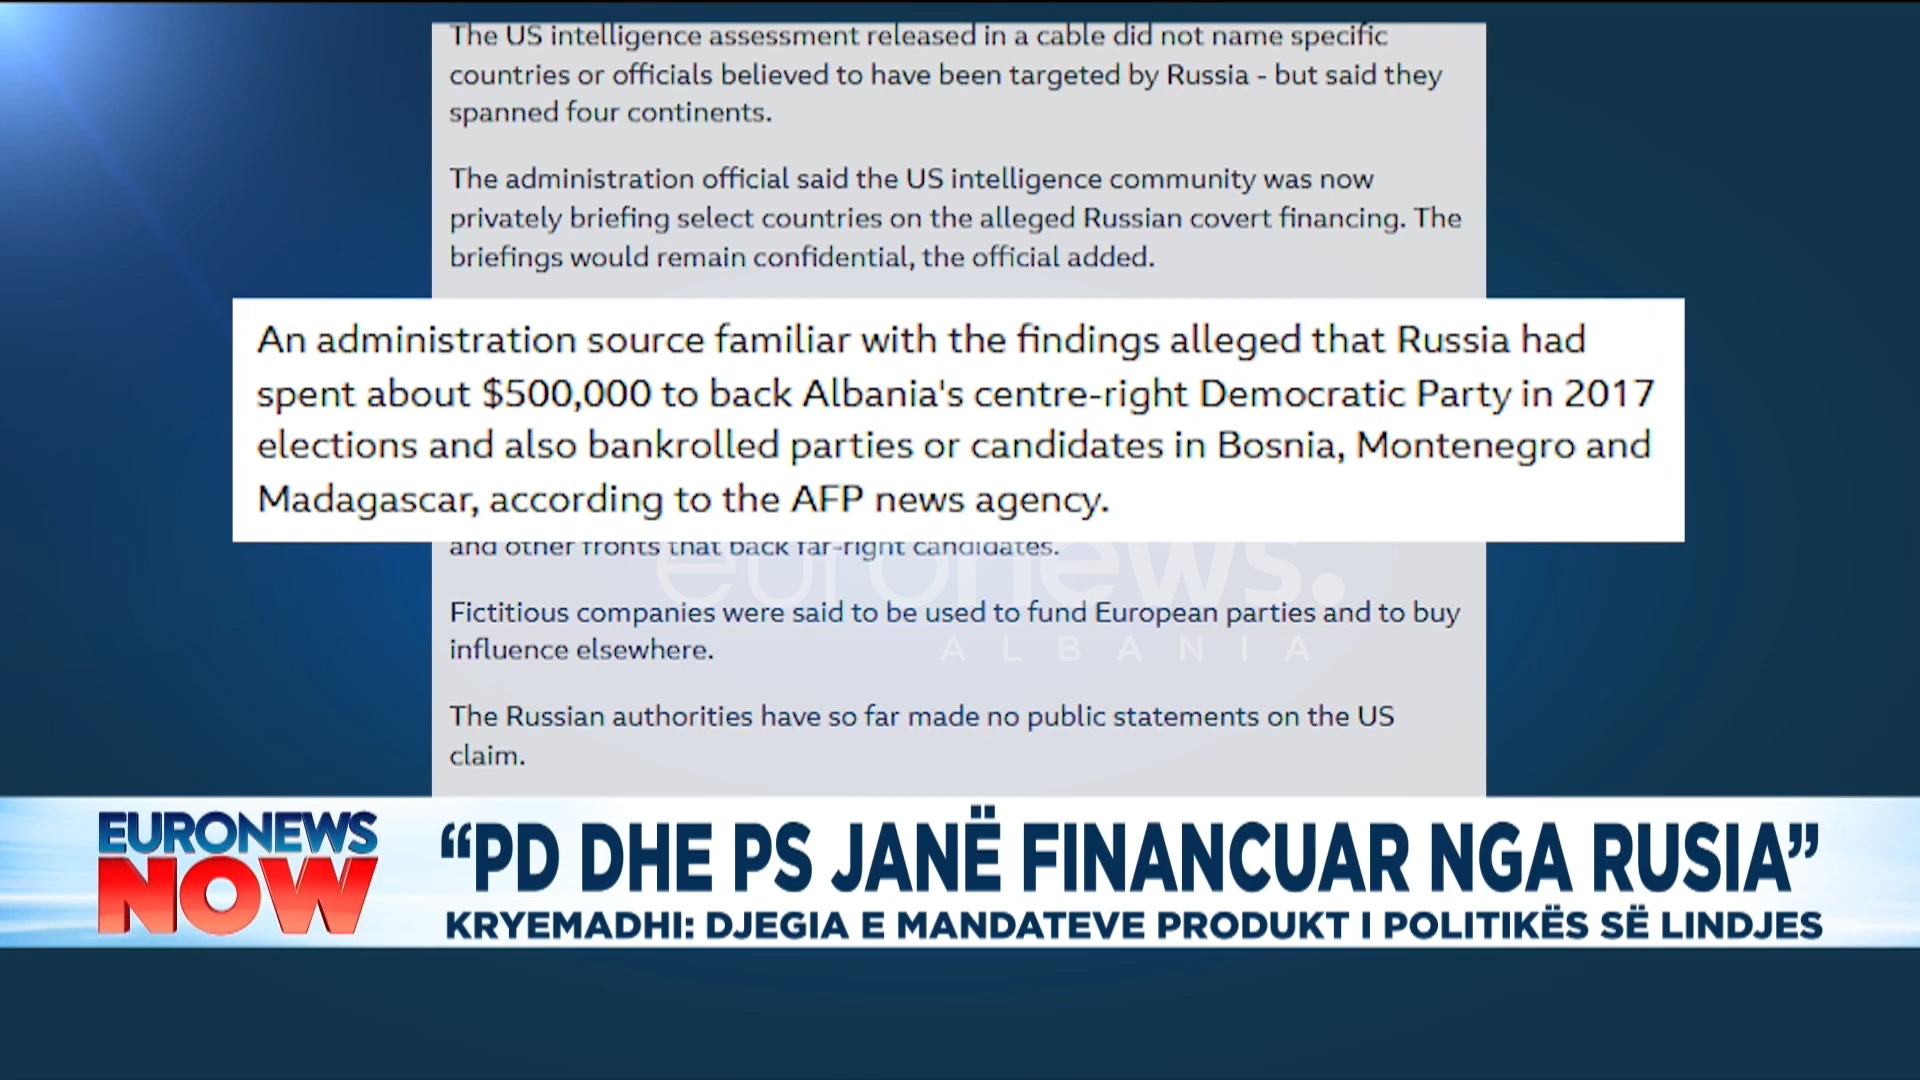 The US intelligence assessment released in a cable did not name specific
countries or officials believed to have been targeted by Russia - but said they
spanned four continents.
The administration official said the US intelligence community was now
privately briefing select countries on the alleged Russian covert financing. The
briefings would remain confidential, the official added.
An administration source familiar with the findings alleged that Russia had
spent about $500,000 to back Albania's centre-right Democratic Party in 2017
elections and also bankrolled parties or candidates in Bosnia, Montenegro and
Madagascar, according to the AFP news agency.
and other fronts that back far-right candidates.
euronews.
ALBANIA
Fictitious companies were said to be used to fund European parties and to buy
influence elsewhere.
The Russian authorities have so far made no public statements on the US
claim.
EURONEWS
NOW
“PD DHE PS JANË FINANCUAR NGA RUSIA”
KRYEMADHI: DJEGIA E MANDATEVE PRODUKT I POLITIKËS SË LINDJES